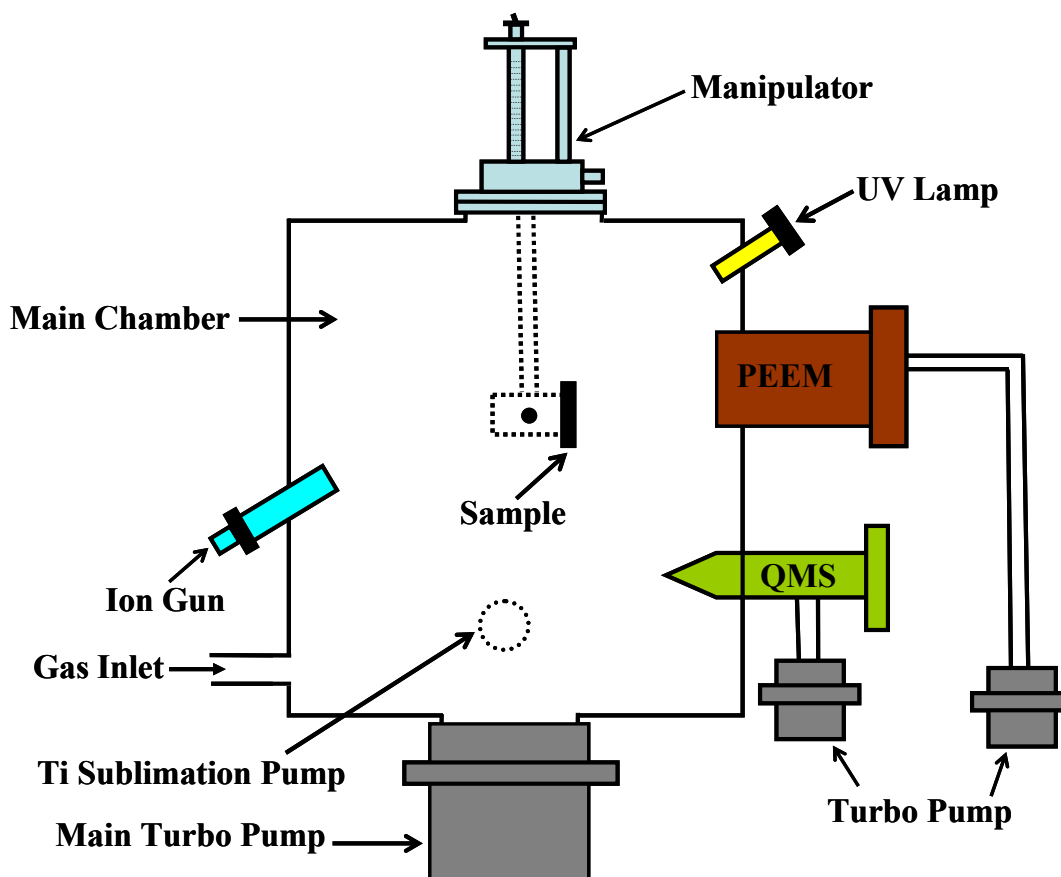 Manipulator
UV Lamp
Main Chamber
PEEM
Sample
QMS
Ion Gun
Gas Inlet
Ti Sublimation Pump
Turbo Pump
Main Turbo Pump